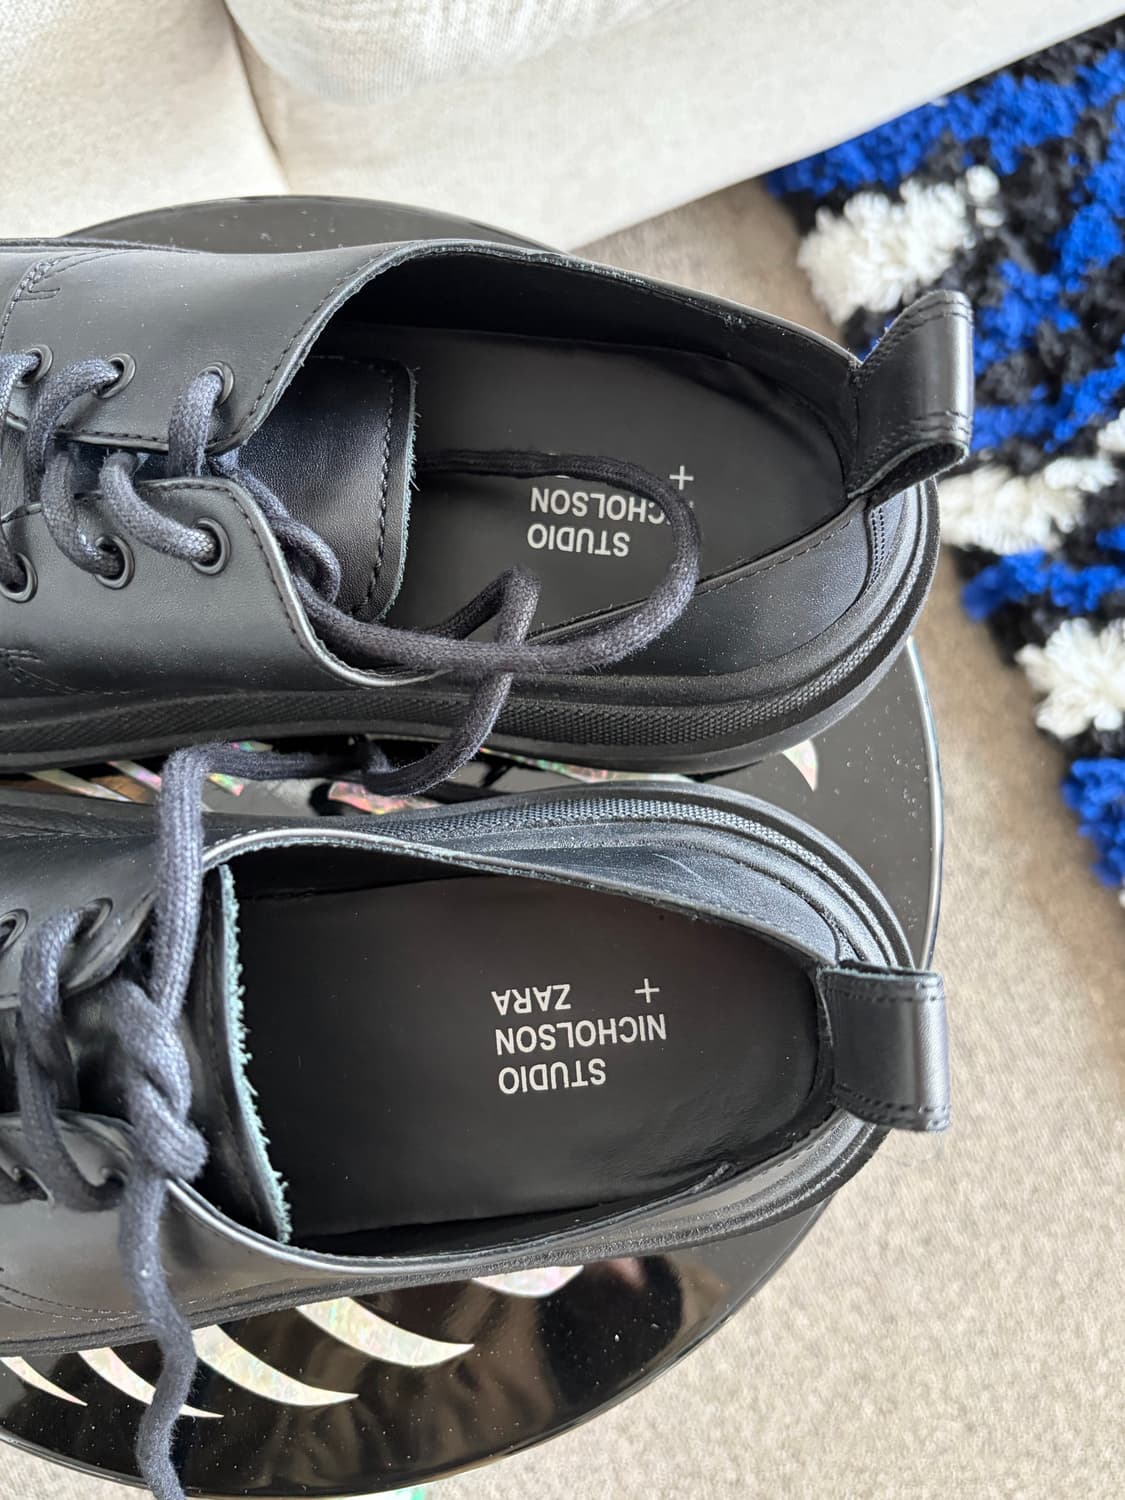 STUDIO
NICHOLSON
+
STUDIO
NICHOLSON
+ ZARA